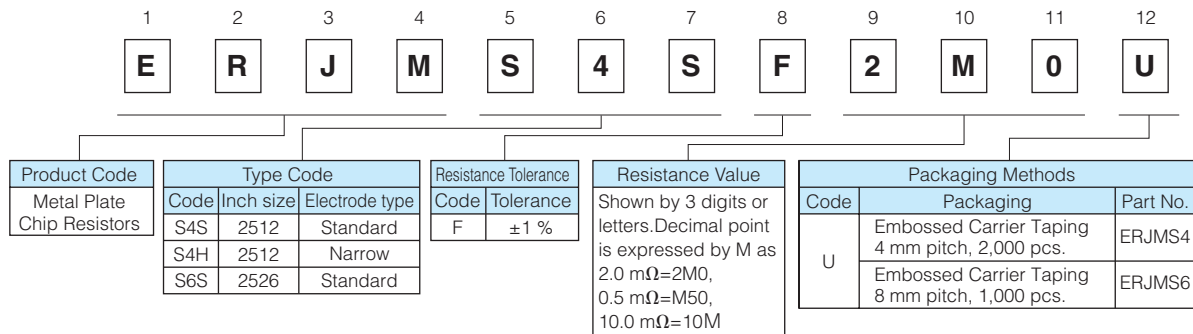 1 2 3 4 5 6 7 8 9 10 11 12
E R J M S 4 S F 2 M 0 U
Product Code
Metal Plate
Chip Resistors
Type Code
Code Inch size Electrode type
S4S 2512 Standard
S4H 2512 Narrow
S6S 2526 Standard
Resistance Tolerance
Code Tolerance
F ±1 %
Resistance Value
Shown by 3 digits or
letters.Decimal point
is expressed by M as
2.0 mΩ=2M0,
0.5 mΩ=M50,
10.0 mΩ=10M
Packaging Methods
Code Packaging Part No.
U
Embossed Carrier Taping
4 mm pitch, 2,000 pcs.
ERJMS4
Embossed Carrier Taping
8 mm pitch, 1,000 pcs.
ERJMS6